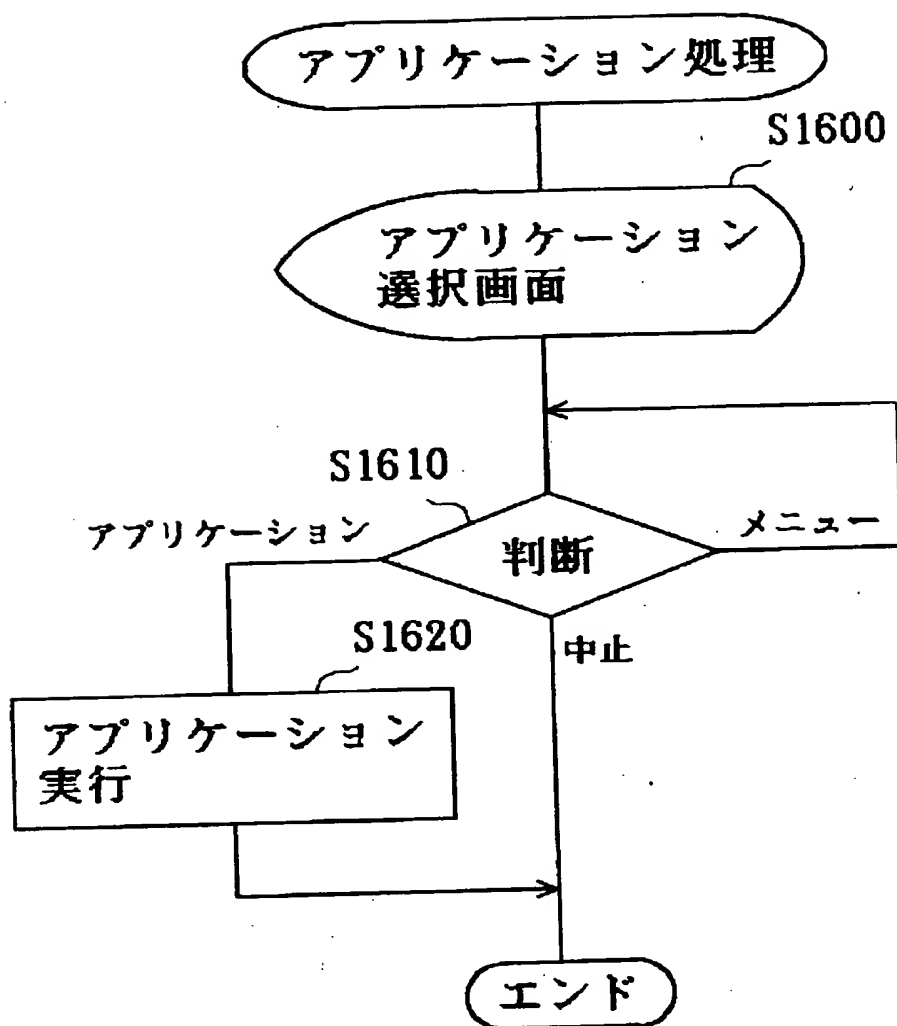 アプリケーション処理
S1600
アプリケーション
選択画面
S1610
アプリケーション
判断
メニュー
S1620
中止
アプリケーション
実行
エンド